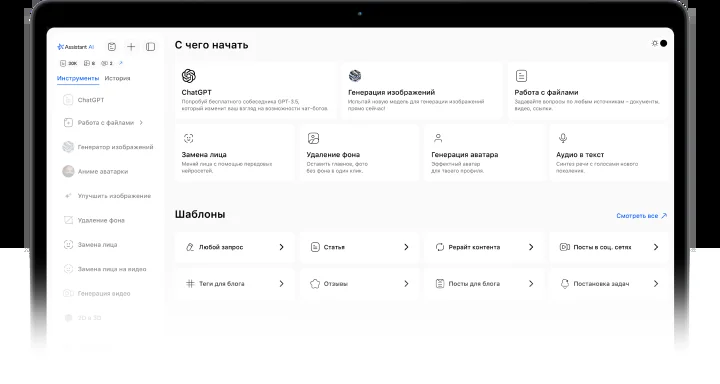 Assistant AI
20K 6 2
Инструменты История
ChatGPT
Работа с файлами
Генератор изображений
Аниме аватарки
Улучшить изображение
Удаление фона
Замена лица
Замена лица на видео
Генерация видео
2D в 3D
С чего начать
ChatGPT
Попробуй бесплатного собеседника GPT-3.5,
который изменит ваш взгляд на возможности чат-ботов.
Генерация изображений
Испытай новую модель для генерации изображений
прямо сейчас!
Работа с файлами
Задавайте вопросы по любым источникам – документы,
видео, ссылки.
Замена лица
Меняй лица с помощью передовых
нейросетей.
Удаление фона
Оставить главное, фото
без фона в один клик.
Генерация аватара
Эффектный аватар
для твоего профиля.
Аудио в текст
Синтез речи с голосами нового
поколения.
Шаблоны
Смотреть все
Любой запрос
Статья
Рерайт контента
Посты в соц. сетях
Теги для блога
Отзывы
Посты для блога
Постановка задач